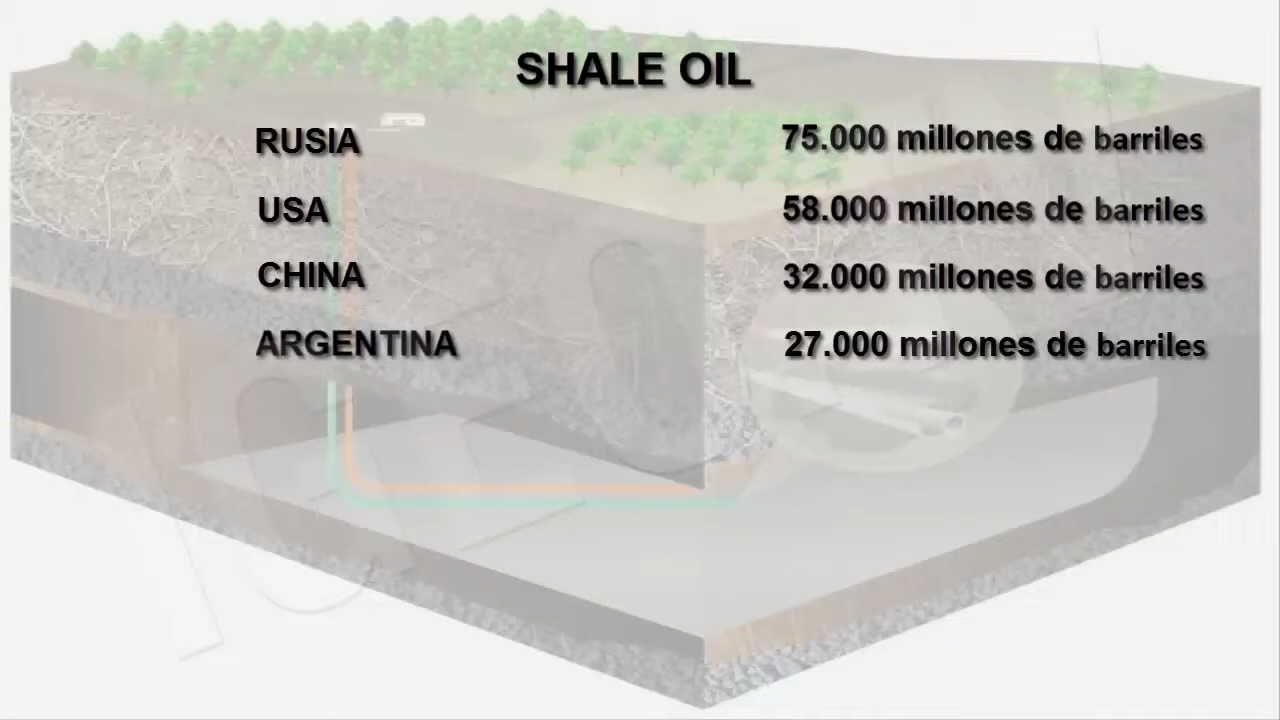 SHALE OIL
RUSIA 75.000 millones de barriles
USA 58.000 millones de barriles
CHINA 32.000 millones de barriles
ARGENTINA 27.000 millones de barriles